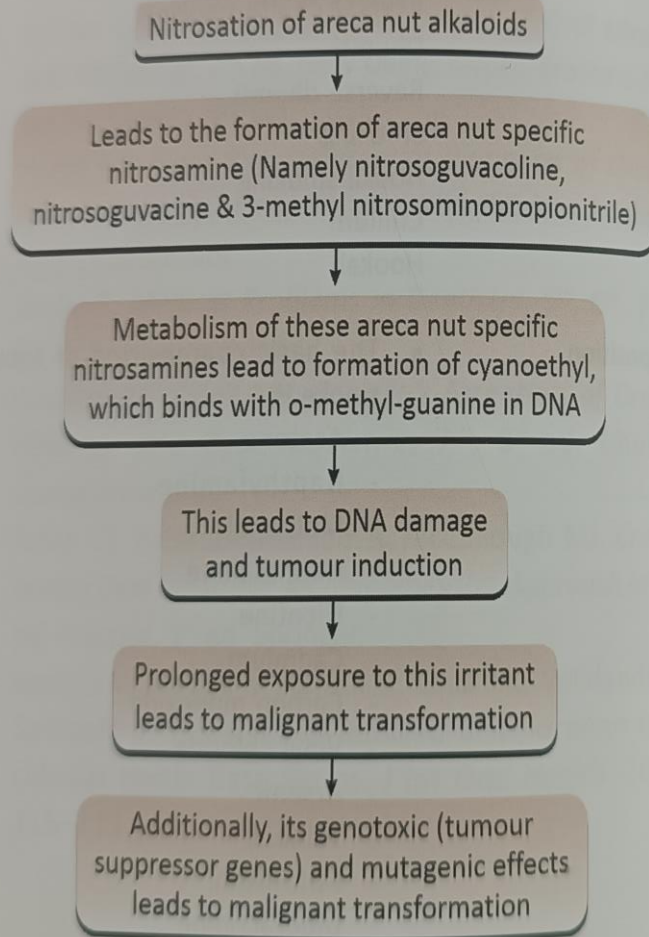 Nitrosation of areca nut alkaloids
Leads to the formation of areca nut specific
nitrosamine (Namely nitrosoguvacoline,
nitrosoguvacine & 3-methyl nitrosominopropionitrile)
Metabolism of these areca nut specific
nitrosamines lead to formation of cyanoethyl,
which binds with o-methyl-guanine in DNA
This leads to DNA damage
and tumour induction
Prolonged exposure to this irritant
leads to malignant transformation
Additionally, its genotoxic (tumour
suppressor genes) and mutagenic effects
leads to malignant transformation